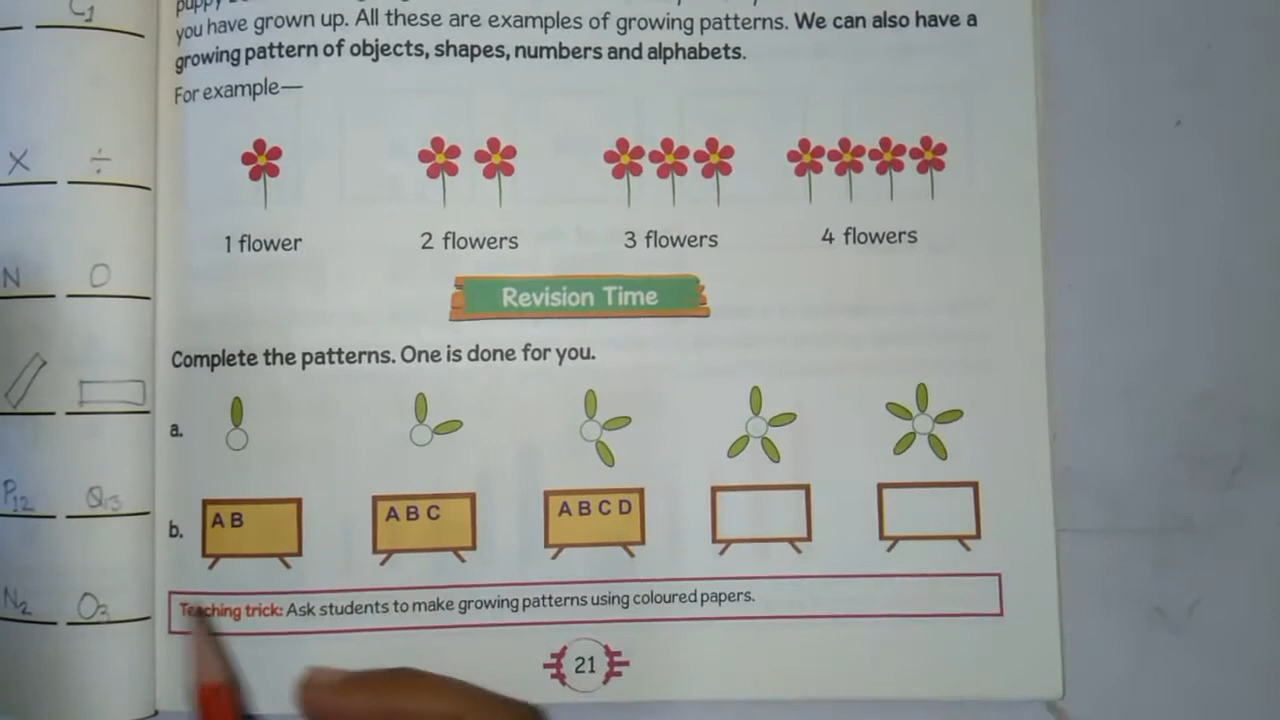 puppy
you have grown up. All these are examples of growing patterns. We can also have a
growing pattern of objects, shapes, numbers and alphabets.
For example—
1 flower
2 flowers
3 flowers
4 flowers
Revision Time
Complete the patterns. One is done for you.
a.
b.
A B
A B C
A B C D
Teaching trick: Ask students to make growing patterns using coloured papers.
21
C1
X ÷
N O
P12 Q13
N2 O3